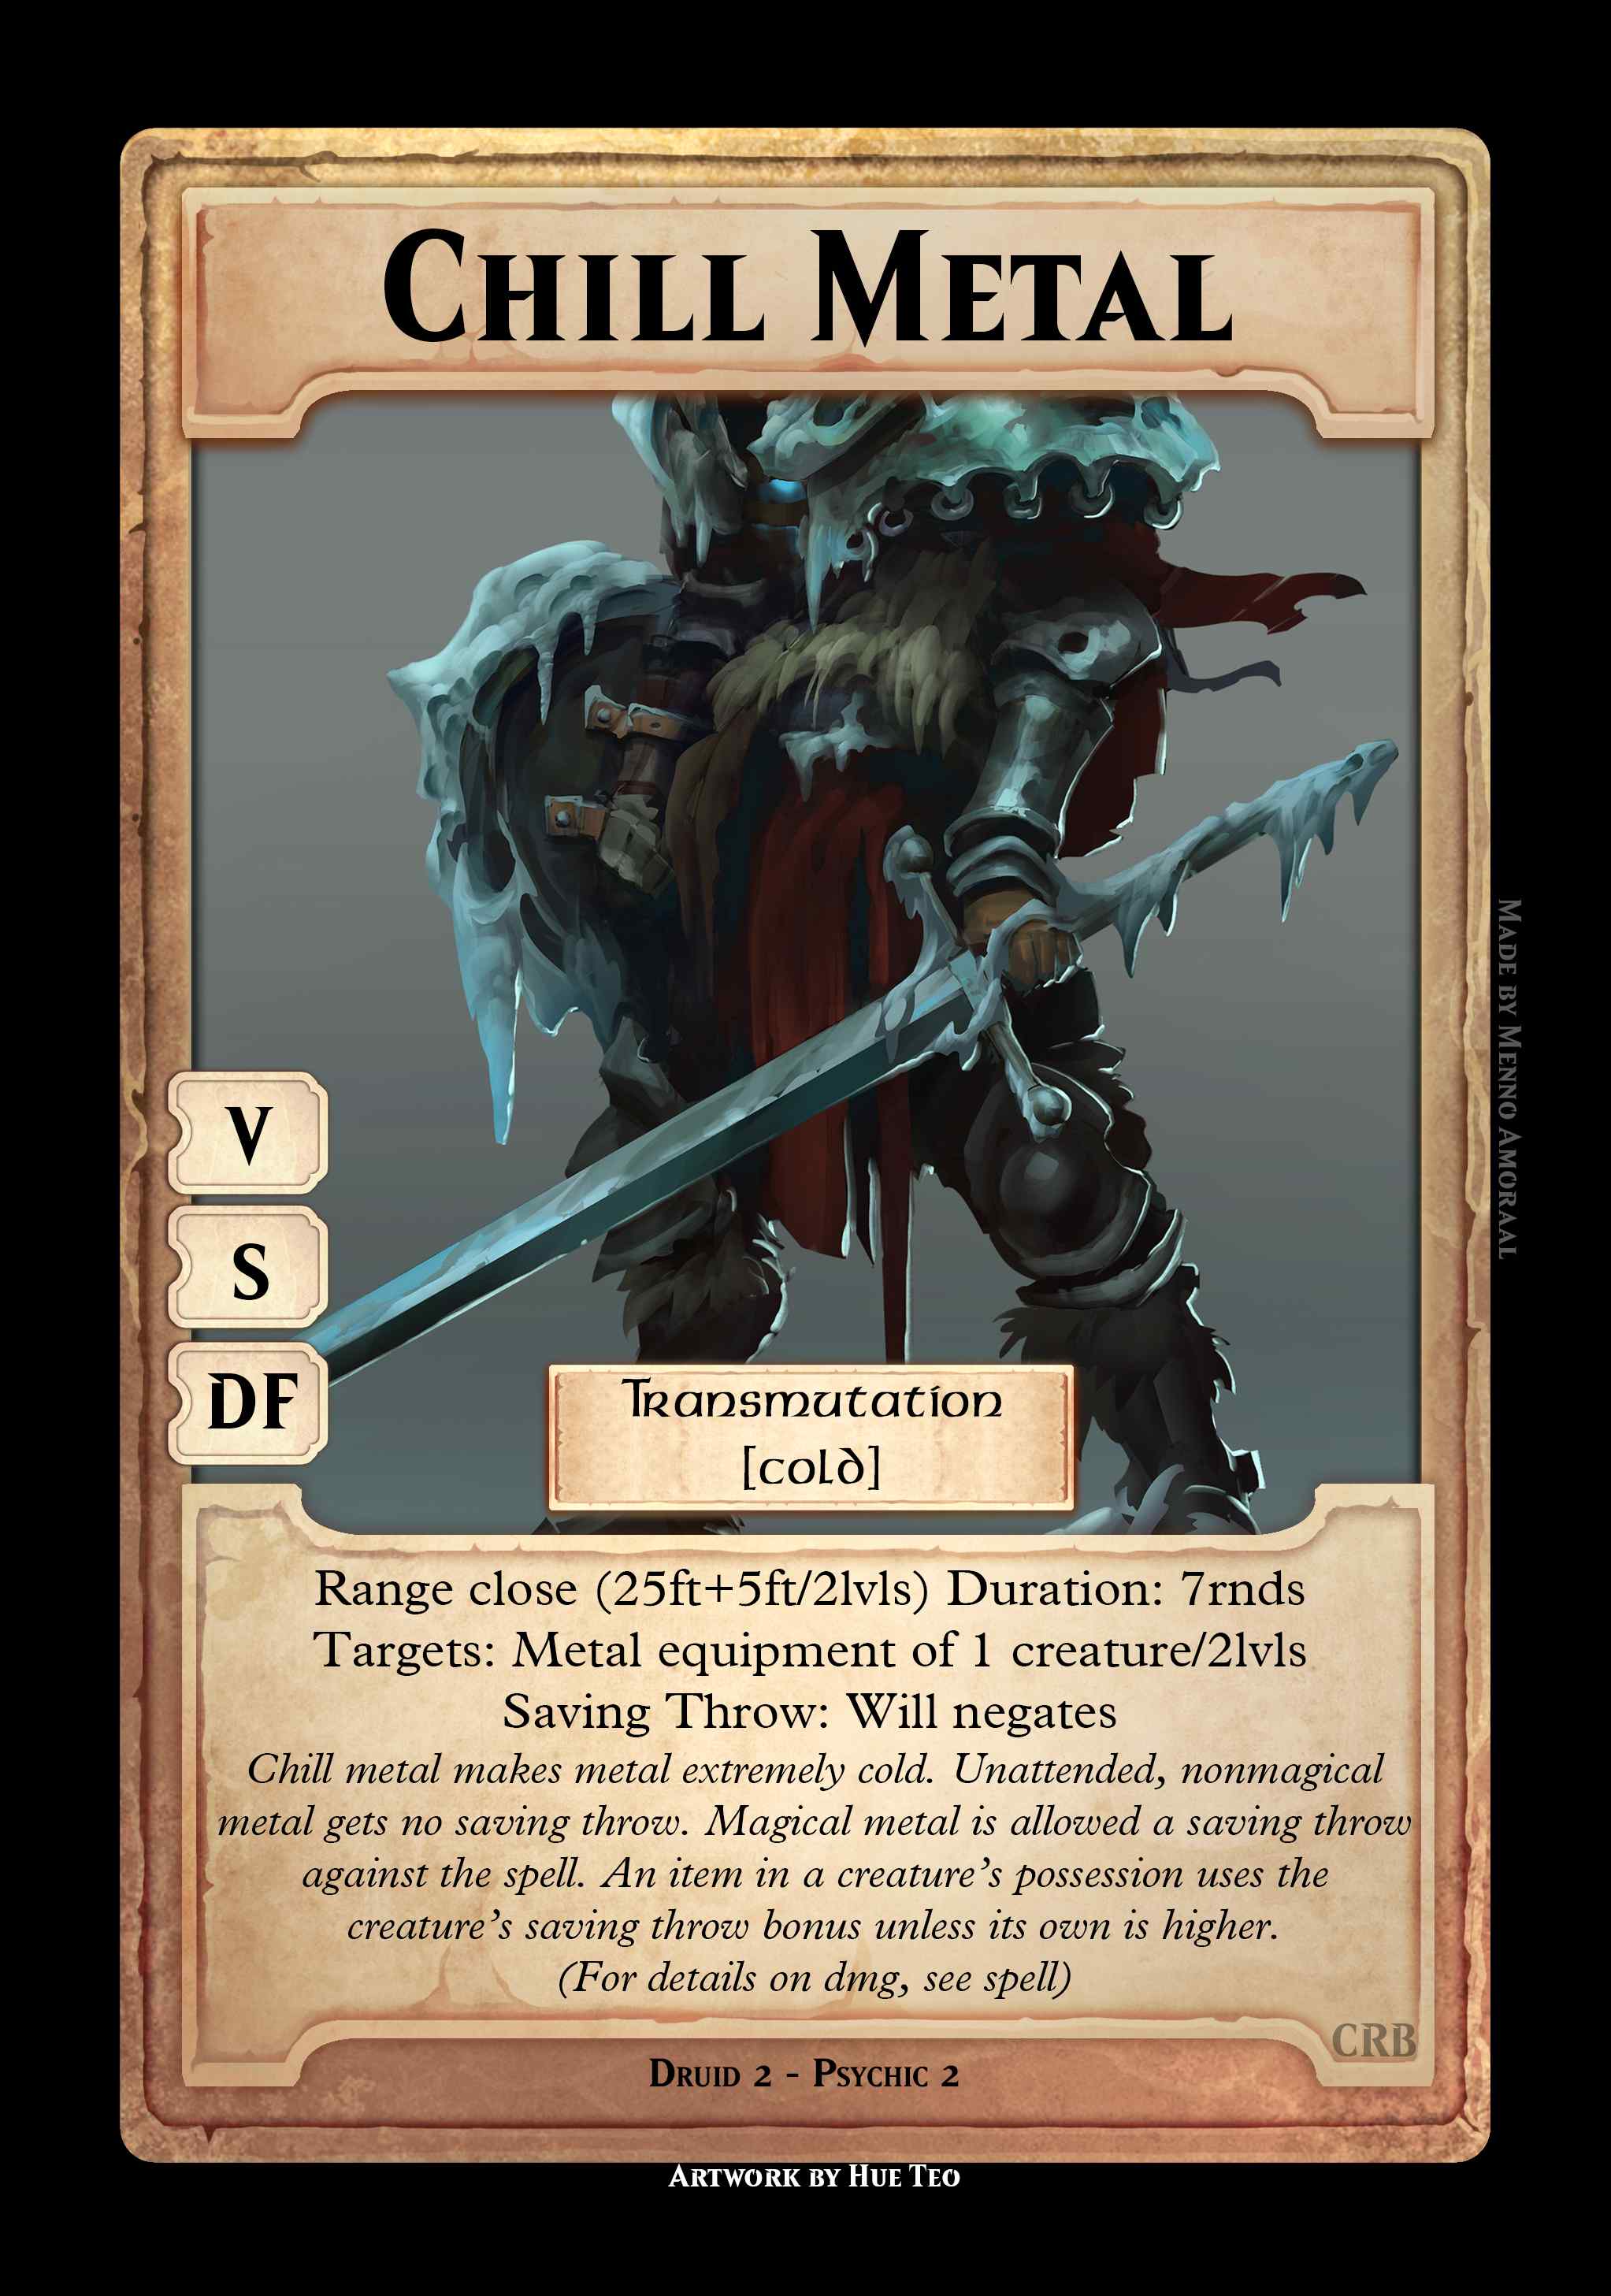 Chill Metal
V
S
DF
Transmutation
[cold]
Range close (25ft+5ft/2lvls) Duration: 7rnds
Targets: Metal equipment of 1 creature/2lvls
Saving Throw: Will negates
Chill metal makes metal extremely cold. Unattended, nonmagical
metal gets no saving throw. Magical metal is allowed a saving throw
against the spell. An item in a creature's possession uses the
creature's saving throw bonus unless its own is higher.
(For details on dmg, see spell)
CRB
Druid 2 - Psychic 2
Artwork by Hue Teo
Made by Menno Amoraal